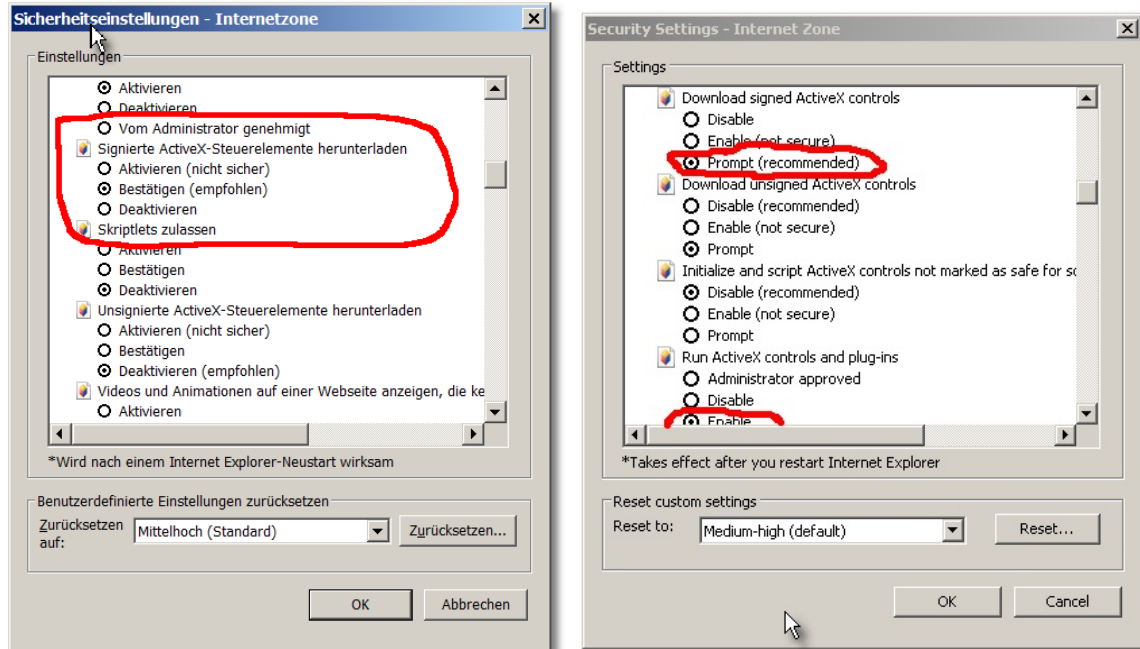 Sicherheitseinstellungen - Internetzone
Einstellungen
Aktivieren
Deaktivieren
Vom Administrator genehmigt
Signierte ActiveX-Steuerelemente herunterladen
Aktivieren (nicht sicher)
Bestätigen (empfohlen)
Deaktivieren
Skriptlets zulassen
Aktivieren
Bestätigen
Deaktivieren
Unsignierte ActiveX-Steuerelemente herunterladen
Aktivieren (nicht sicher)
Bestätigen
Deaktivieren (empfohlen)
Videos und Animationen auf einer Webseite anzeigen, die ke
Aktivieren
*Wird nach einem Internet Explorer-Neustart wirksam
Benutzerdefinierte Einstellungen zurücksetzen
Zurücksetzen auf:
Mittelhoch (Standard)
Zurücksetzen...
OK
Abbrechen
Security Settings - Internet Zone
Settings
Download signed ActiveX controls
Disable
Enable (not secure)
Prompt (recommended)
Download unsigned ActiveX controls
Disable (recommended)
Enable (not secure)
Prompt
Initialize and script ActiveX controls not marked as safe for sc
Disable (recommended)
Enable (not secure)
Prompt
Run ActiveX controls and plug-ins
Administrator approved
Disable
Enable
*Takes effect after you restart Internet Explorer
Reset custom settings
Reset to:
Medium-high (default)
Reset...
OK
Cancel